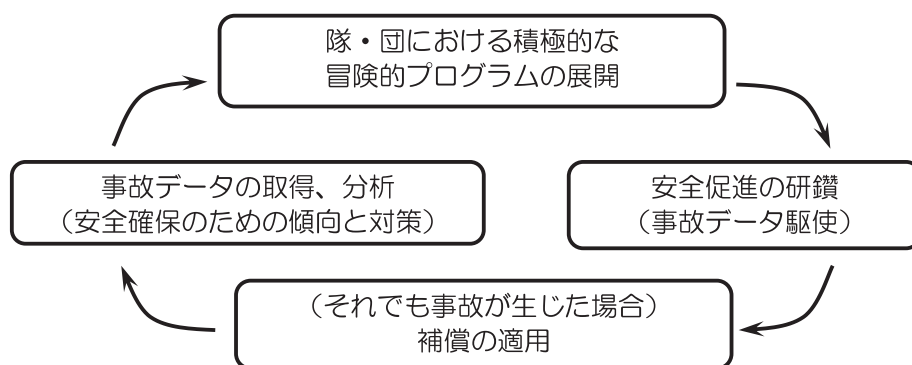 隊・団における積極的な
冒険的プログラムの展開
事故データの取得、分析
（安全確保のための傾向と対策）
安全促進の研鑽
（事故データ駆使）
（それでも事故が生じた場合）
補償の適用